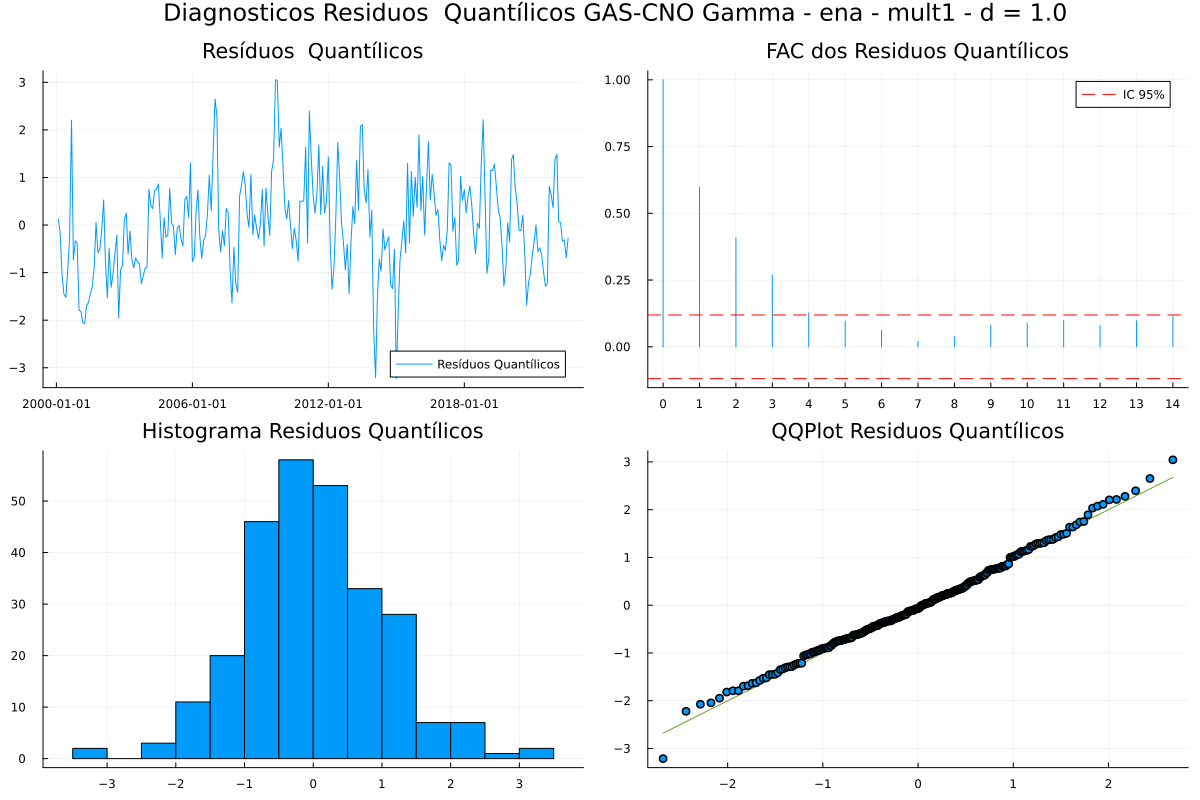 Diagnosticos Residuos  Quantílicos GAS-CNO Gamma - ena - mult1 - d = 1.0
Resíduos  Quantílicos
3
2
1
0
−1
−2
−3
Resíduos Quantílicos
2000-01-01 2006-01-01 2012-01-01 2018-01-01
FAC dos Residuos Quantílicos
1.00
0.75
0.50
0.25
0.00
IC 95%
0 1 2 3 4 5 6 7 8 9 10 11 12 13 14
Histograma Residuos Quantílicos
50
40
30
20
10
0
−3 −2 −1 0 1 2 3
QQPlot Residuos Quantílicos
3
2
1
0
−1
−2
−3
−2 −1 0 1 2